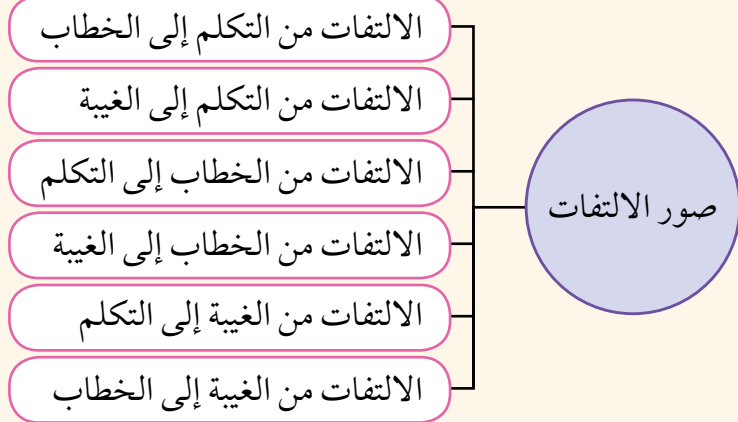 صور الالتفات
الالتفات من التكلم إلى الخطاب
الالتفات من التكلم إلى الغيبة
الالتفات من الخطاب إلى التكلم
الالتفات من الخطاب إلى الغيبة
الالتفات من الغيبة إلى التكلم
الالتفات من الغيبة إلى الخطاب